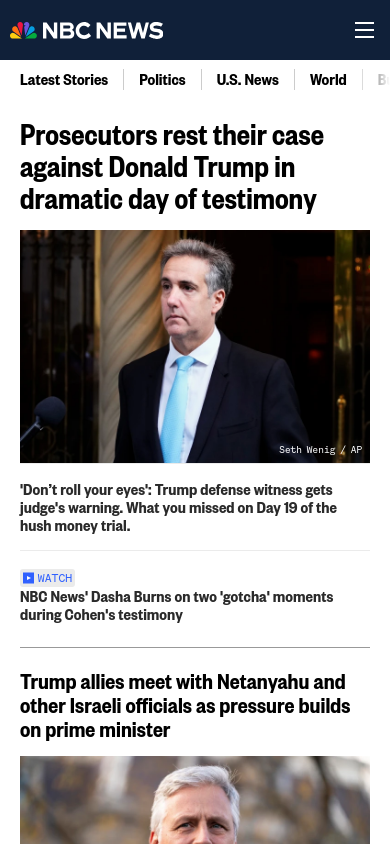 NBC NEWS
Latest Stories
Politics
U.S. News
World
Prosecutors rest their case
against Donald Trump in
dramatic day of testimony
Seth Wenig / AP
'Don’t roll your eyes': Trump defense witness gets
judge's warning. What you missed on Day 19 of the
hush money trial.
WATCH
NBC News' Dasha Burns on two 'gotcha' moments
during Cohen's testimony
Trump allies meet with Netanyahu and
other Israeli officials as pressure builds
on prime minister